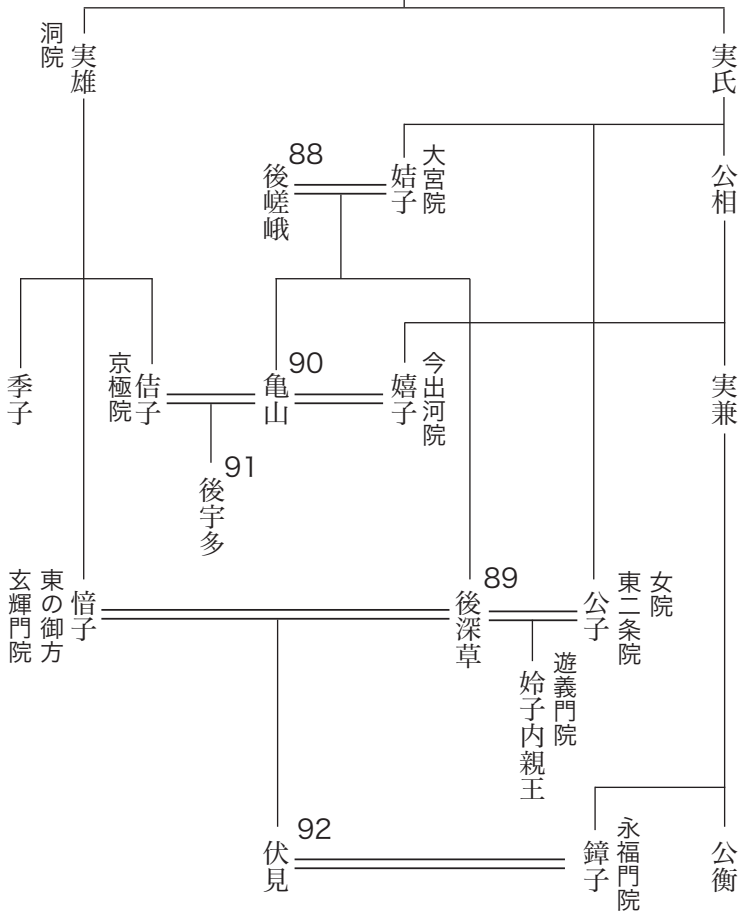 実氏
実雄
洞院
公相
大宮院
姞子
88
後嵯峨
実兼
今出河院
嬉子
90
亀山
佶子
京極院
季子
91
後宇多
女院
東二条院
公子
89
後深草
愔子
東の御方
玄輝門院
遊義門院
姈子内親王
公衡
永福門院
鏱子
92
伏見